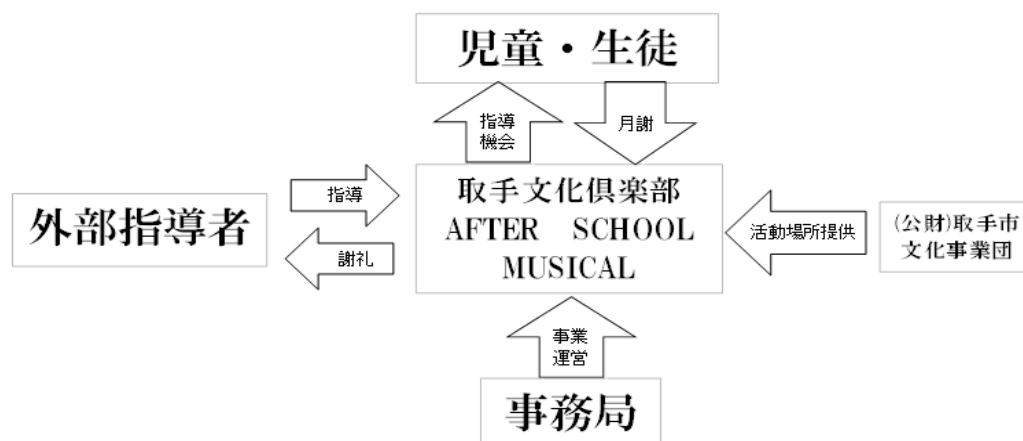 児童・生徒
指導
機会
月謝
取手文化倶楽部
AFTER SCHOOL
MUSICAL
外部指導者
指導
謝礼
活動場所提供
(公財)取手市
文化事業団
事業
運営
事務局